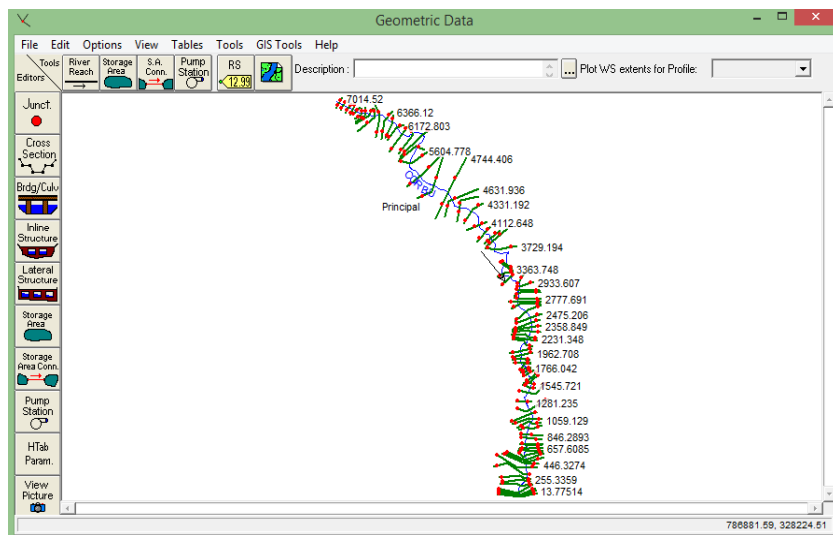 Geometric Data
File Edit Options View Tables Tools GIS Tools Help
Tools
Editors
River
Reach
Storage
Area
S.A.
Conn.
Pump
Station
RS
12.99
Description :
...
Plot WS extents for Profile:
Junct.
Cross
Section
Brdg/Culv
Inline
Structure
Lateral
Structure
Storage
Area
Storage
Area Conn.
Pump
Station
HTab
Param.
View
Picture
7014.52
6366.12
6172.803
5604.778
4744.406
4631.936
Principal
4331.192
4112.648
3729.194
3363.748
2933.607
2777.691
2475.206
2358.849
2231.348
1962.708
1766.042
1545.721
1281.235
1059.129
846.2893
657.6085
446.3274
255.3359
13.77514
786881.59, 328224.51